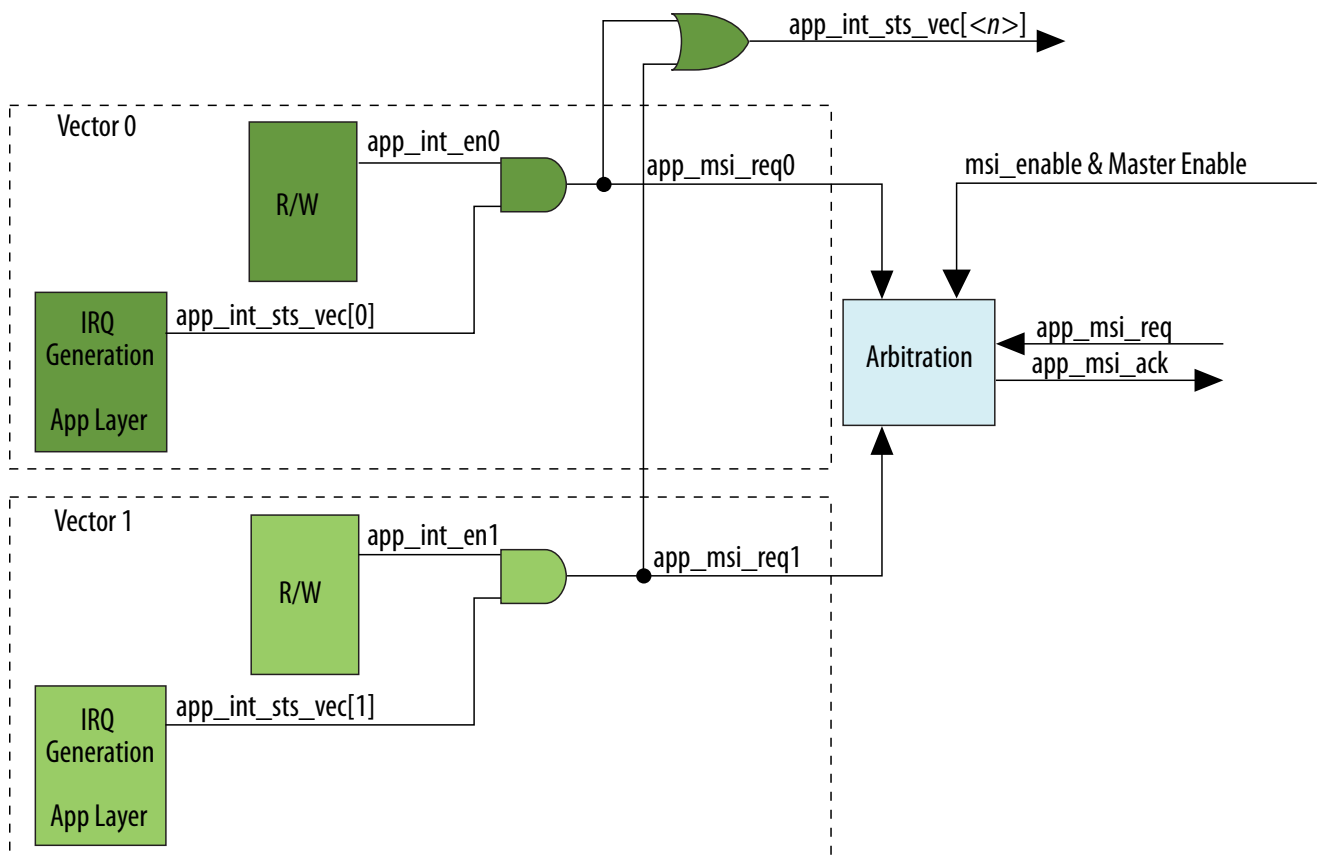 app_int_sts_vec[<n>]
Vector 0
app_int_en0
R/W
app_msi_req0
msi_enable & Master Enable
IRQ
Generation
App Layer
app_int_sts_vec[0]
Arbitration
app_msi_req
app_msi_ack
Vector 1
app_int_en1
R/W
app_msi_req1
IRQ
Generation
App Layer
app_int_sts_vec[1]